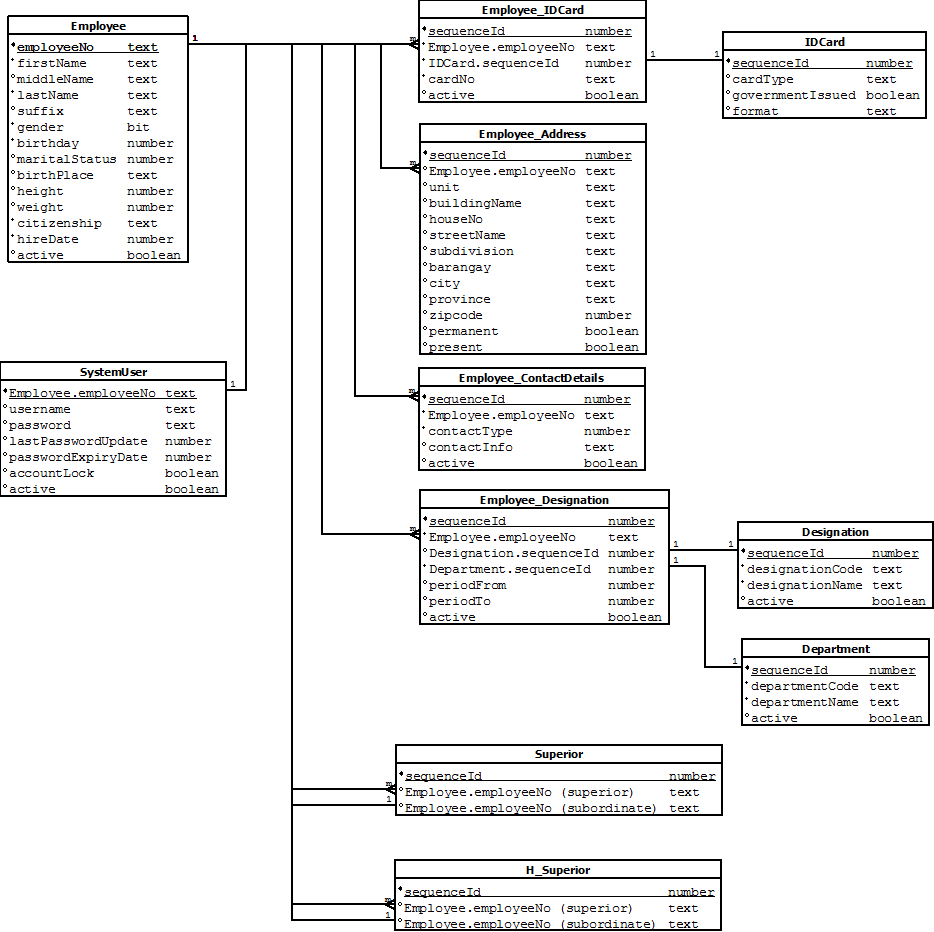 Employee
employeeNo text
firstName text
middleName text
lastName text
suffix text
gender bit
birthday number
maritalStatus number
birthPlace text
height number
weight number
citizenship text
hireDate number
active boolean
1
SystemUser
Employee.employeeNo text
username text
password text
lastPasswordUpdate number
passwordExpiryDate number
accountLock boolean
active boolean
1
Employee_IDCard
sequenceId number
Employee.employeeNo text
IDCard.sequenceId number
cardNo text
active boolean
m
1
1
IDCard
sequenceId number
cardType text
governmentIssued boolean
format text
Employee_Address
sequenceId number
Employee.employeeNo text
unit text
buildingName text
houseNo text
streetName text
subdivision text
barangay text
city text
province text
zipcode number
permanent boolean
present boolean
m
Employee_ContactDetails
sequenceId number
Employee.employeeNo text
contactType number
contactInfo text
active boolean
m
Employee_Designation
sequenceId number
Employee.employeeNo text
Designation.sequenceId number
Department.sequenceId number
periodFrom number
periodTo number
active boolean
m
1
1
1
1
Designation
sequenceId number
designationCode text
designationName text
active boolean
Department
sequenceId number
departmentCode text
departmentName text
active boolean
Superior
sequenceId number
Employee.employeeNo (superior) text
Employee.employeeNo (subordinate) text
m
1
H_Superior
sequenceId number
Employee.employeeNo (superior) text
Employee.employeeNo (subordinate) text
m
1